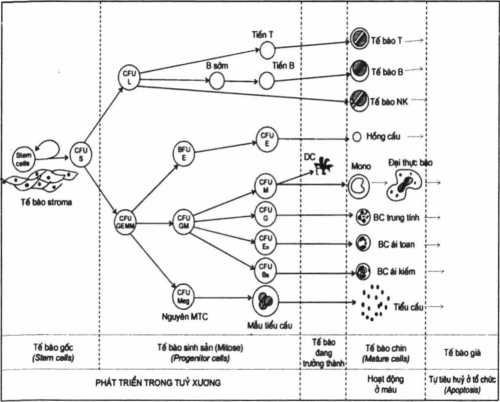 Tiền T
Tế bào T
B sớm
Tiền B
CFU
L
Tế bào B
Tế bào NK
Stem
cells
CFU
S
BFU
E
CFU
E
Hồng cầu
DC
Mono
Đại thực bào
Tế bào stroma
CFU
M
CFU
GEMM
CFU
GM
CFU
G
BC trung tính
CFU
BC ái toan
CFU
BC ái kiềm
CFU
Meg
Nguyên MTC
Mẫu tiểu cầu
Tiểu cầu
Tế bào gốc
(Stem cells)
Tế bào sinh sản (Mitose)
(Progenitor cells)
Tế bào
đang
trưởng thành
Tế bào chín
(Mature cells)
Tế bào già
PHÁT TRIỂN TRONG TUỶ XƯƠNG
Hoạt động
ở máu
Tự tiêu huỷ ở tổ chức
(Apoptosis)